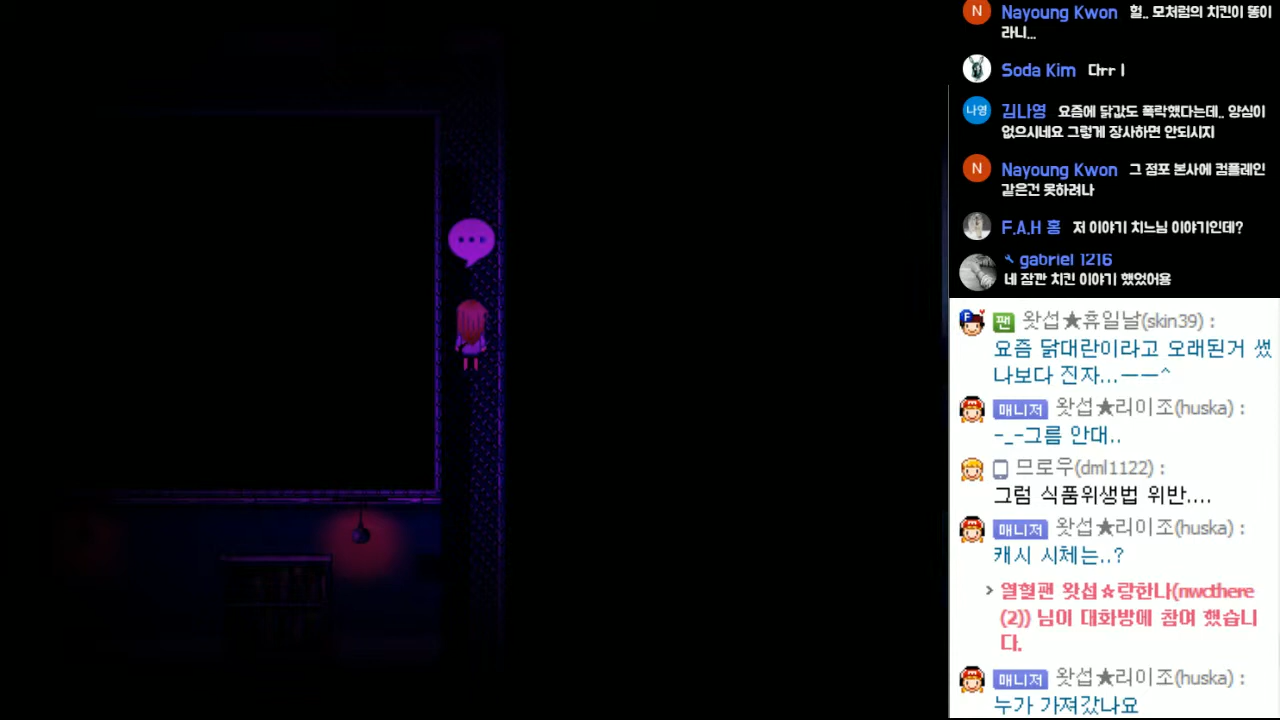 N Nayoung Kwon 헐.. 모처럼의 치킨이 똥이
라니...
Soda Kim 다ㅏㅣ
나영 김나영 요즘에 닭값도 폭락했다는데.. 양심이
없으시네요 그렇게 장사하면 안되시지
N Nayoung Kwon 그 점포 본사에 컴플레인
같은건 못하려나
F.A.H 홍 저 이야기 치느님 이야기인데?
gabriel 1216
네 잠깐 치킨 이야기 했었어용
팬 왓섭★휴일날(skin39) :
요즘 닭대란이라고 오래된거 썼
나보다 진자...ㅡㅡ^
매니저 왓섭★리이조(huska) :
-_-그름 안대..
므로우(dml1122) :
그럼 식품위생법 위반....
매니저 왓섭★리이조(huska) :
캐시 시체는..?
> 열혈팬 왓섭☆랑한나(nwcthere
(2)) 님이 대화방에 참여 했습니
다.
매니저 왓섭★리이조(huska) :
누가 가져갔나요